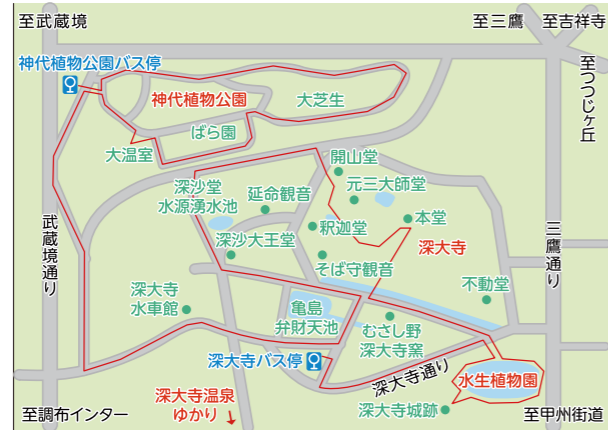 至武蔵境
至三鷹
至吉祥寺
神代植物公園バス停
至つつじヶ丘
神代植物公園
大芝生
ばら園
大温室
開山堂
深沙堂
水源湧水池
延命観音
元三大師堂
本堂
釈迦堂
深大寺
深沙大王堂
そば守観音
武蔵境通り
三鷹通り
不動堂
深大寺
水車館
亀島
弁財天池
むさし野
深大寺窯
深大寺バス停
深大寺通り
水生植物園
深大寺温泉
ゆかり
深大寺城跡
至調布インター
至甲州街道